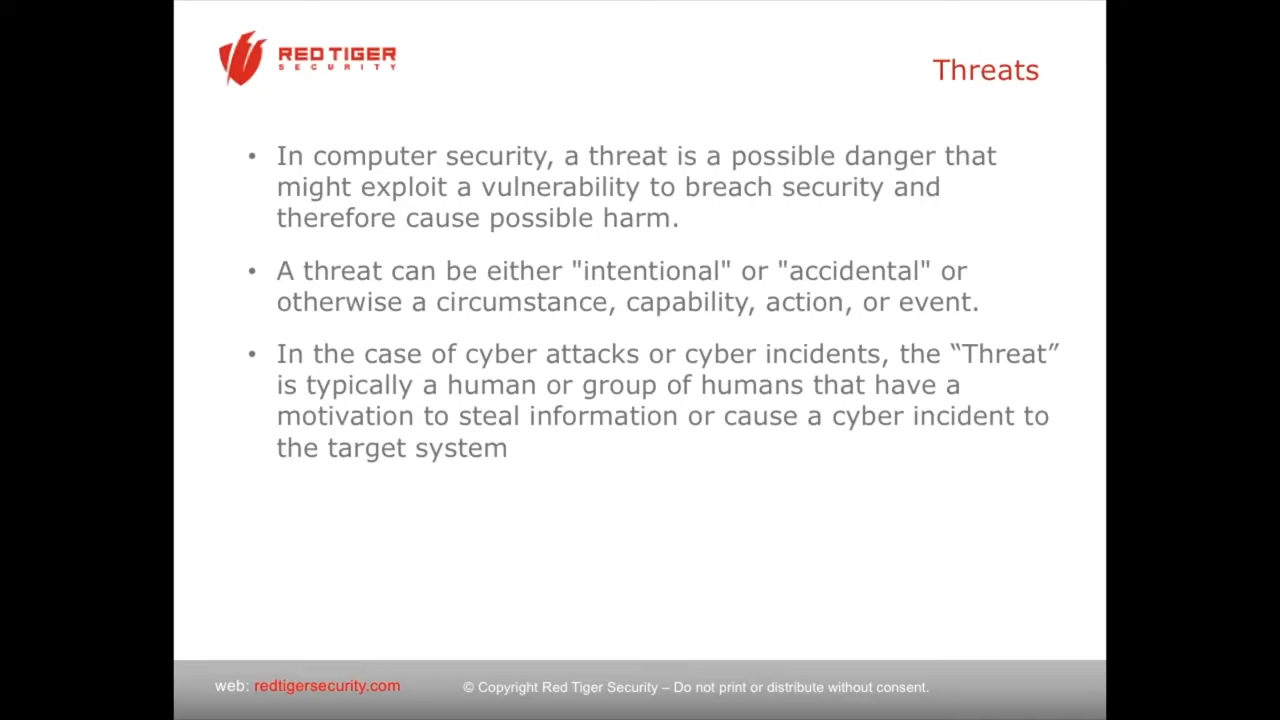 RED TIGER
SECURITY
Threats
• In computer security, a threat is a possible danger that
might exploit a vulnerability to breach security and
therefore cause possible harm.
• A threat can be either "intentional" or "accidental" or
otherwise a circumstance, capability, action, or event.
• In the case of cyber attacks or cyber incidents, the “Threat”
is typically a human or group of humans that have a
motivation to steal information or cause a cyber incident to
the target system
web: redtigersecurity.com
© Copyright Red Tiger Security – Do not print or distribute without consent.